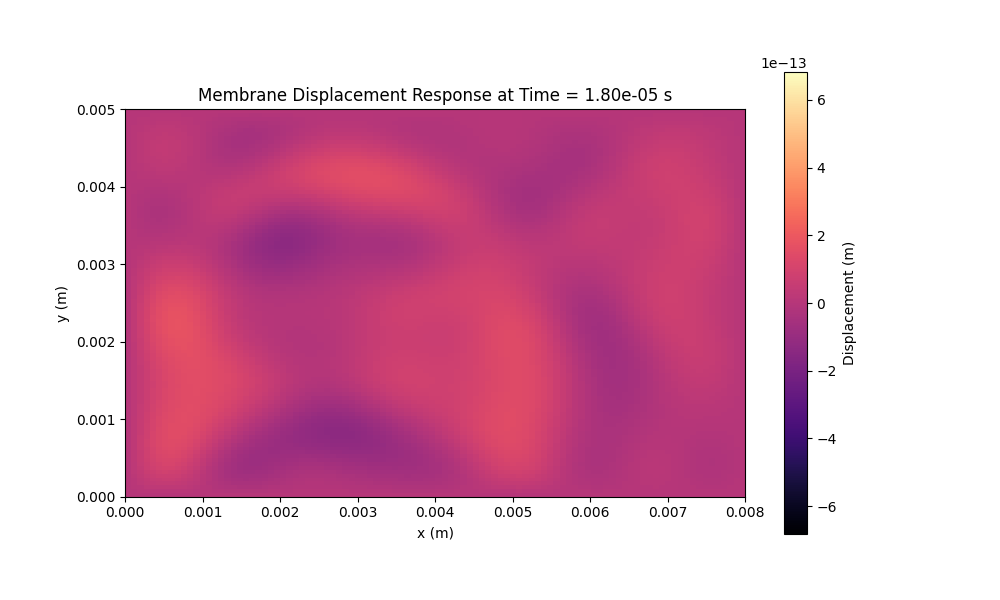 1e−13
Membrane Displacement Response at Time = 1.80e-05 s
0.005
0.004
0.003
0.002
0.001
0.000
y (m)
0.000 0.001 0.002 0.003 0.004 0.005 0.006 0.007 0.008
x (m)
6
4
2
0
−2
−4
−6
Displacement (m)